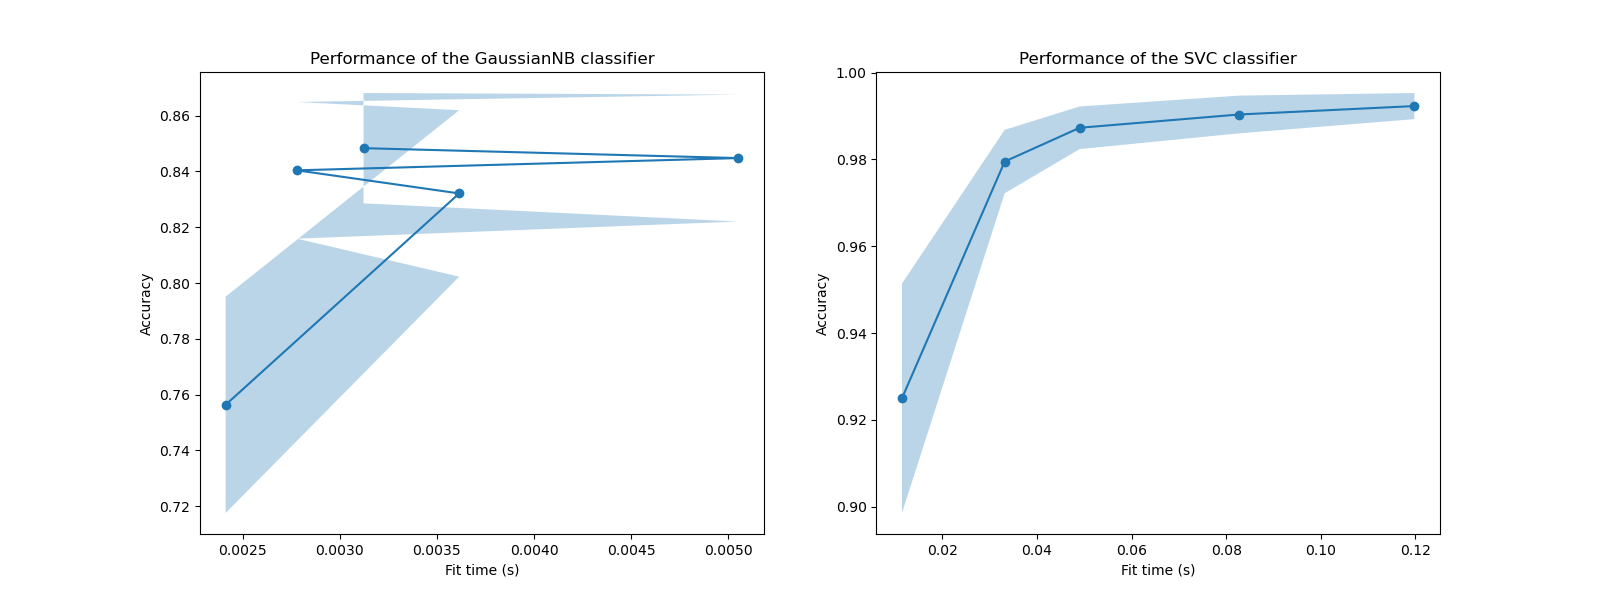 Performance of the GaussianNB classifier
Accuracy
0.86
0.84
0.82
0.80
0.78
0.76
0.74
0.72
0.0025 0.0030 0.0035 0.0040 0.0045 0.0050
Fit time (s)
Performance of the SVC classifier
Accuracy
1.00
0.98
0.96
0.94
0.92
0.90
0.02 0.04 0.06 0.08 0.10 0.12
Fit time (s)